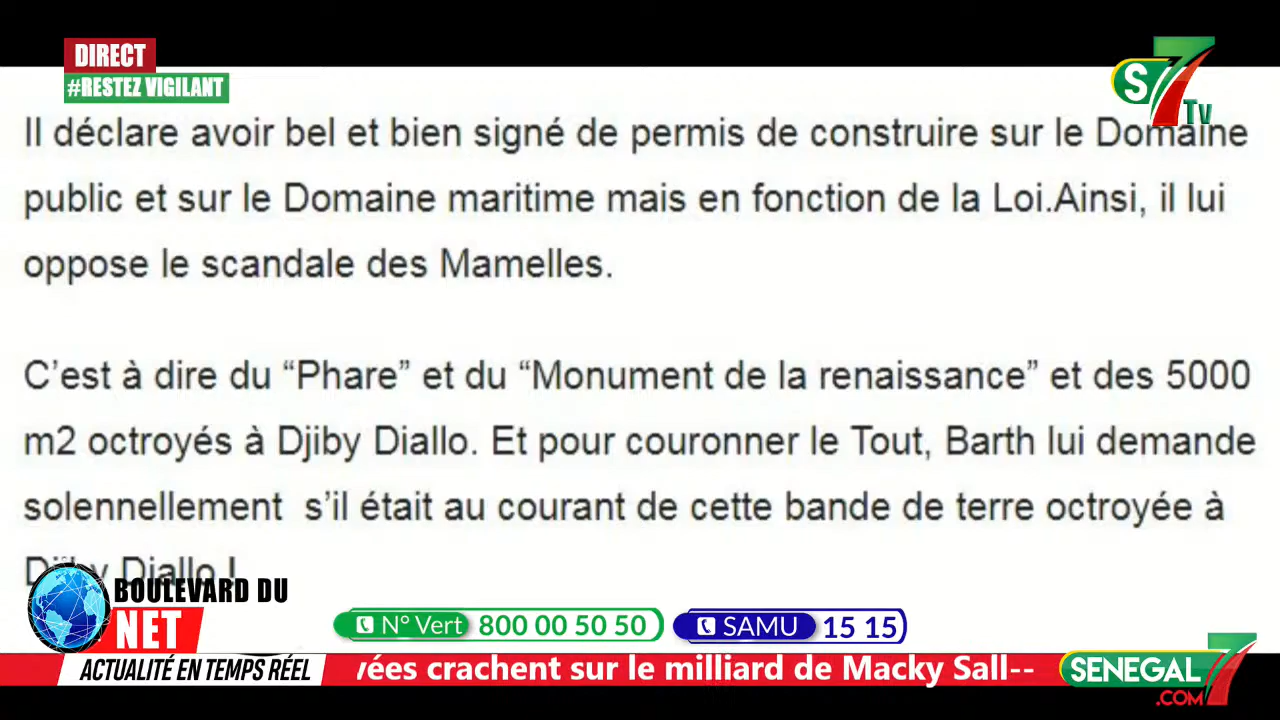 DIRECT
#RESTEZ VIGILANT
S7 Tv
Il déclare avoir bel et bien signé de permis de construire sur le Domaine
public et sur le Domaine maritime mais en fonction de la Loi.Ainsi, il lui
oppose le scandale des Mamelles.
C’est à dire du “Phare” et du “Monument de la renaissance” et des 5000
m2 octroyés à Djiby Diallo. Et pour couronner le Tout, Barth lui demande
solennellement s’il était au courant de cette bande de terre octroyée à
Djiby Diallo !
BOULEVARD DU
NET
N° Vert 800 00 50 50
SAMU 15 15
ACTUALITÉ EN TEMPS RÉEL
vées crachent sur le milliard de Macky Sall--
SENEGAL7
.COM